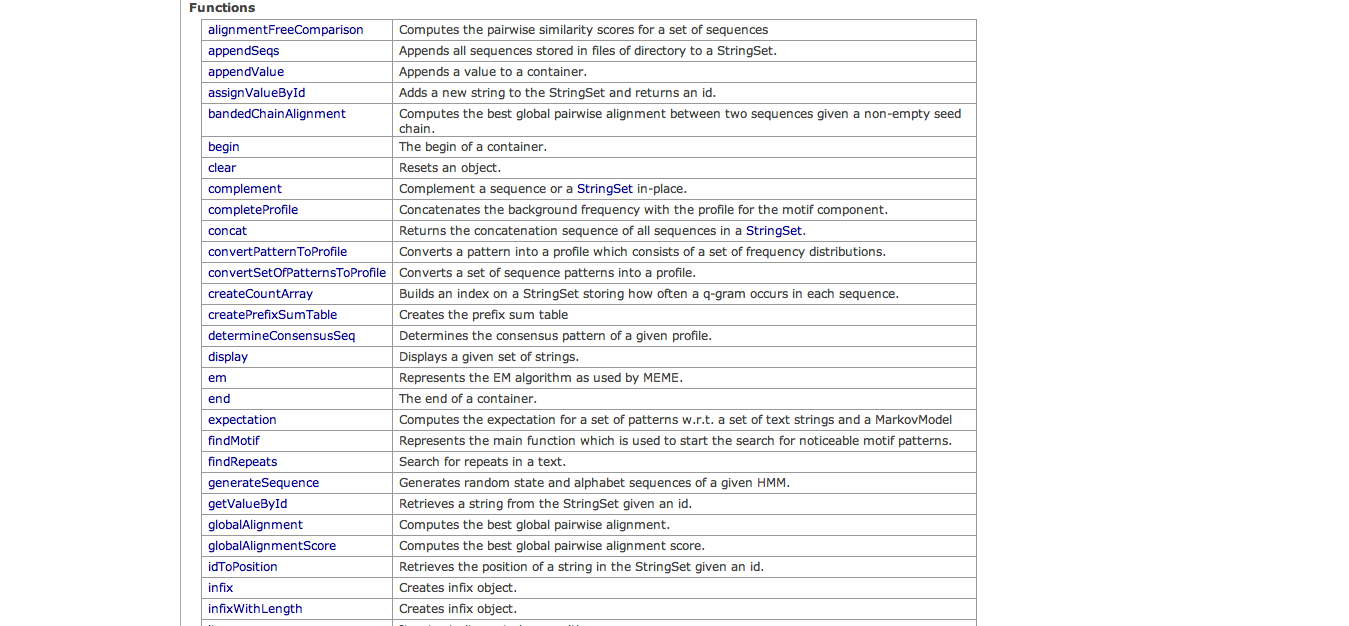 Functions
alignmentFreeComparison Computes the pairwise similarity scores for a set of sequences
appendSeqs Appends all sequences stored in files of directory to a StringSet.
appendValue Appends a value to a container.
assignValueById Adds a new string to the StringSet and returns an id.
bandedChainAlignment Computes the best global pairwise alignment between two sequences given a non-empty seed
chain.
begin The begin of a container.
clear Resets an object.
complement Complement a sequence or a StringSet in-place.
completeProfile Concatenates the background frequency with the profile for the motif component.
concat Returns the concatenation sequence of all sequences in a StringSet.
convertPatternToProfile Converts a pattern into a profile which consists of a set of frequency distributions.
convertSetOfPatternsToProfile Converts a set of sequence patterns into a profile.
createCountArray Builds an index on a StringSet storing how often a q-gram occurs in each sequence.
createPrefixSumTable Creates the prefix sum table
determineConsensusSeq Determines the consensus pattern of a given profile.
display Displays a given set of strings.
em Represents the EM algorithm as used by MEME.
end The end of a container.
expectation Computes the expectation for a set of patterns w.r.t. a set of text strings and a MarkovModel
findMotif Represents the main function which is used to start the search for noticeable motif patterns.
findRepeats Search for repeats in a text.
generateSequence Generates random state and alphabet sequences of a given HMM.
getValueById Retrieves a string from the StringSet given an id.
globalAlignment Computes the best global pairwise alignment.
globalAlignmentScore Computes the best global pairwise alignment score.
idToPosition Retrieves the position of a string in the StringSet given an id.
infix Creates infix object.
infixWithLength Creates infix object.